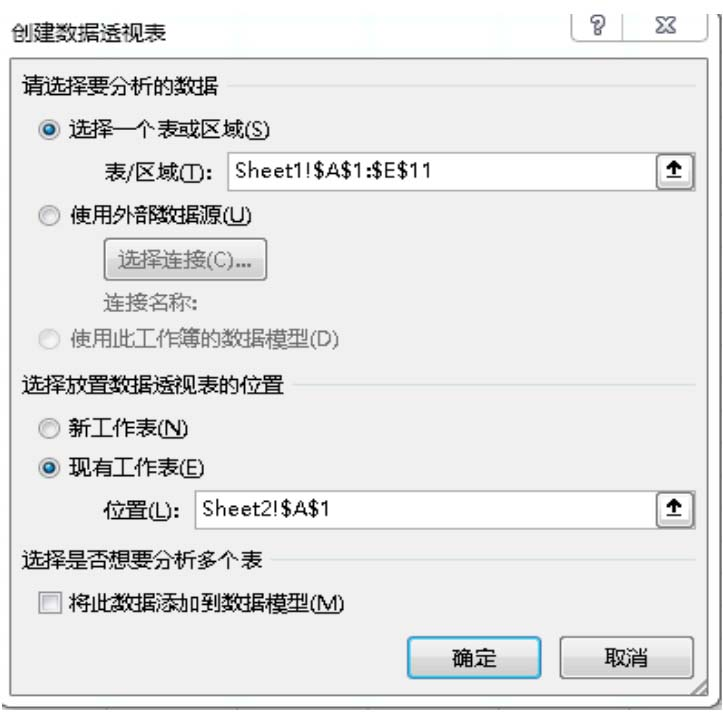 创建数据透视表
请选择要分析的数据
选择一个表或区域(S)
表/区域(T): Sheet1!$A$1:$E$11
使用外部数据源(U)
选择连接(C)...
连接名称:
使用此工作簿的数据模型(D)
选择放置数据透视表的位置
新工作表(N)
现有工作表(E)
位置(L): Sheet2!$A$1
选择是否想要分析多个表
将此数据添加到数据模型(M)
确定 取消